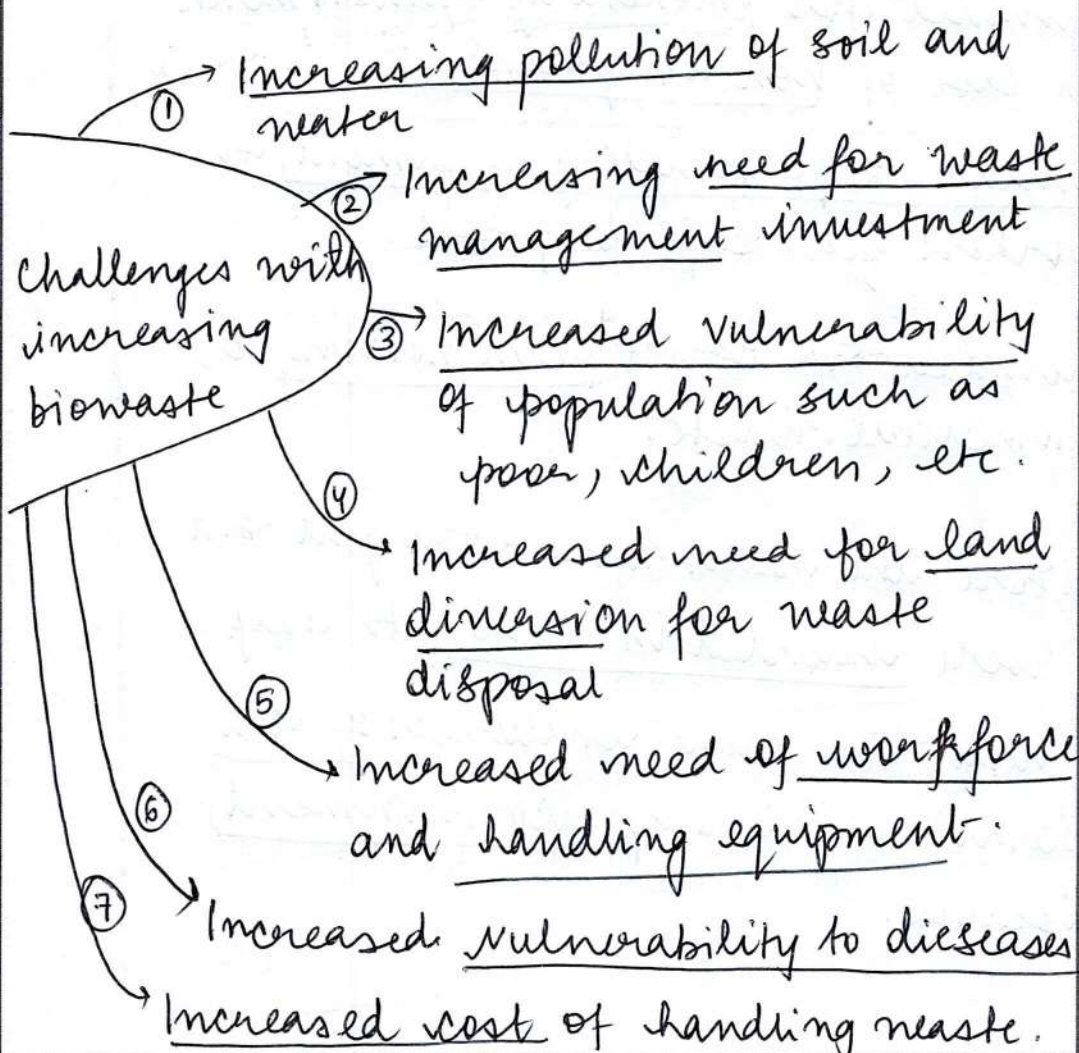 ① Increasing pollution of soil and
water
② Increasing need for waste
management investment
Challenges with
increasing
biowaste
③ Increased vulnerability
of population such as
poor, children, etc.
④ Increased need for land
diversion for waste
disposal
⑤ Increased need of workforce
and handling equipment.
⑥ Increased vulnerability to dieseases
⑦ Increased cost of handling waste.